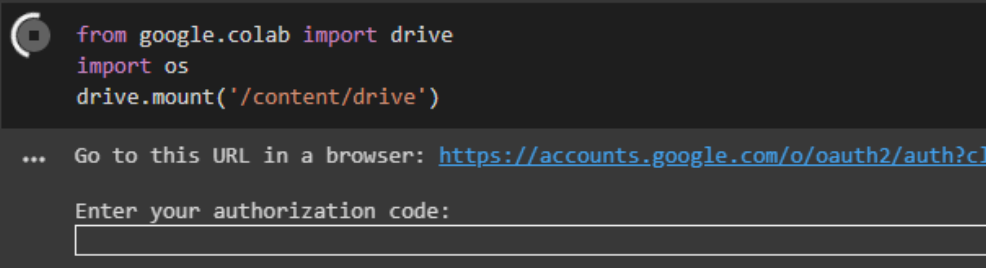 from google.colab import drive
import os
drive.mount('/content/drive')
... Go to this URL in a browser: https://accounts.google.com/o/oauth2/auth?cl
Enter your authorization code: